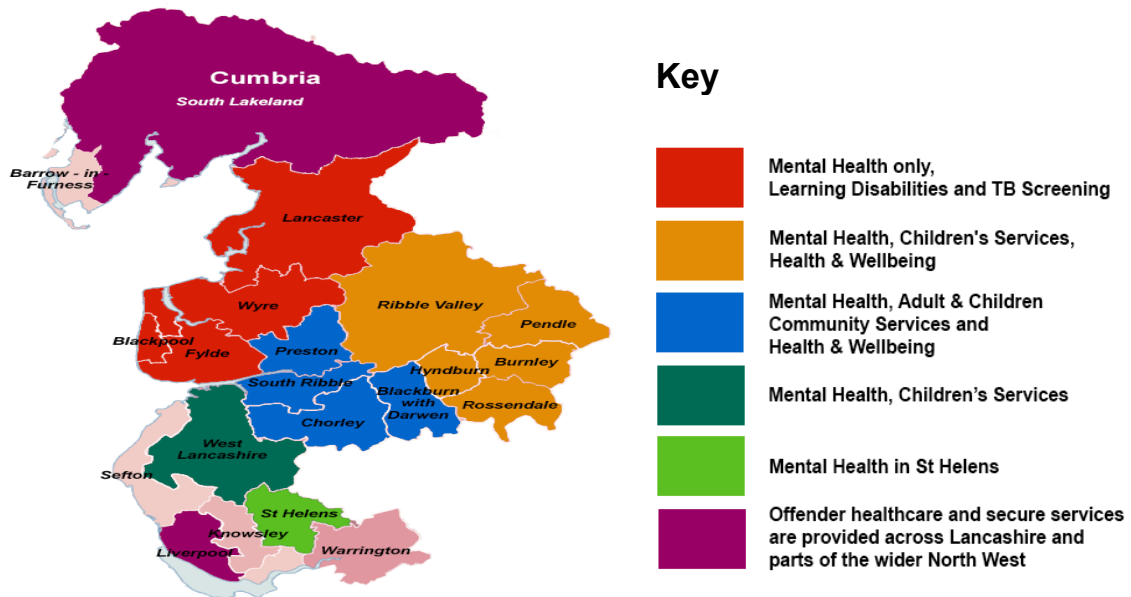 Cumbria
South Lakeland
Barrow - in -
Furness
Lancaster
Wyre
Blackpool
Fylde
Preston
Ribble Valley
Pendle
Burnley
Hyndburn
South Ribble
Blackburn
with
Darwen
Rossendale
Chorley
West
Lancashire
Sefton
St Helens
Knowsley
Liverpool
Warrington
Key
Mental Health only,
Learning Disabilities and TB Screening
Mental Health, Children's Services,
Health & Wellbeing
Mental Health, Adult & Children
Community Services and
Health & Wellbeing
Mental Health, Children’s Services
Mental Health in St Helens
Offender healthcare and secure services
are provided across Lancashire and
parts of the wider North West